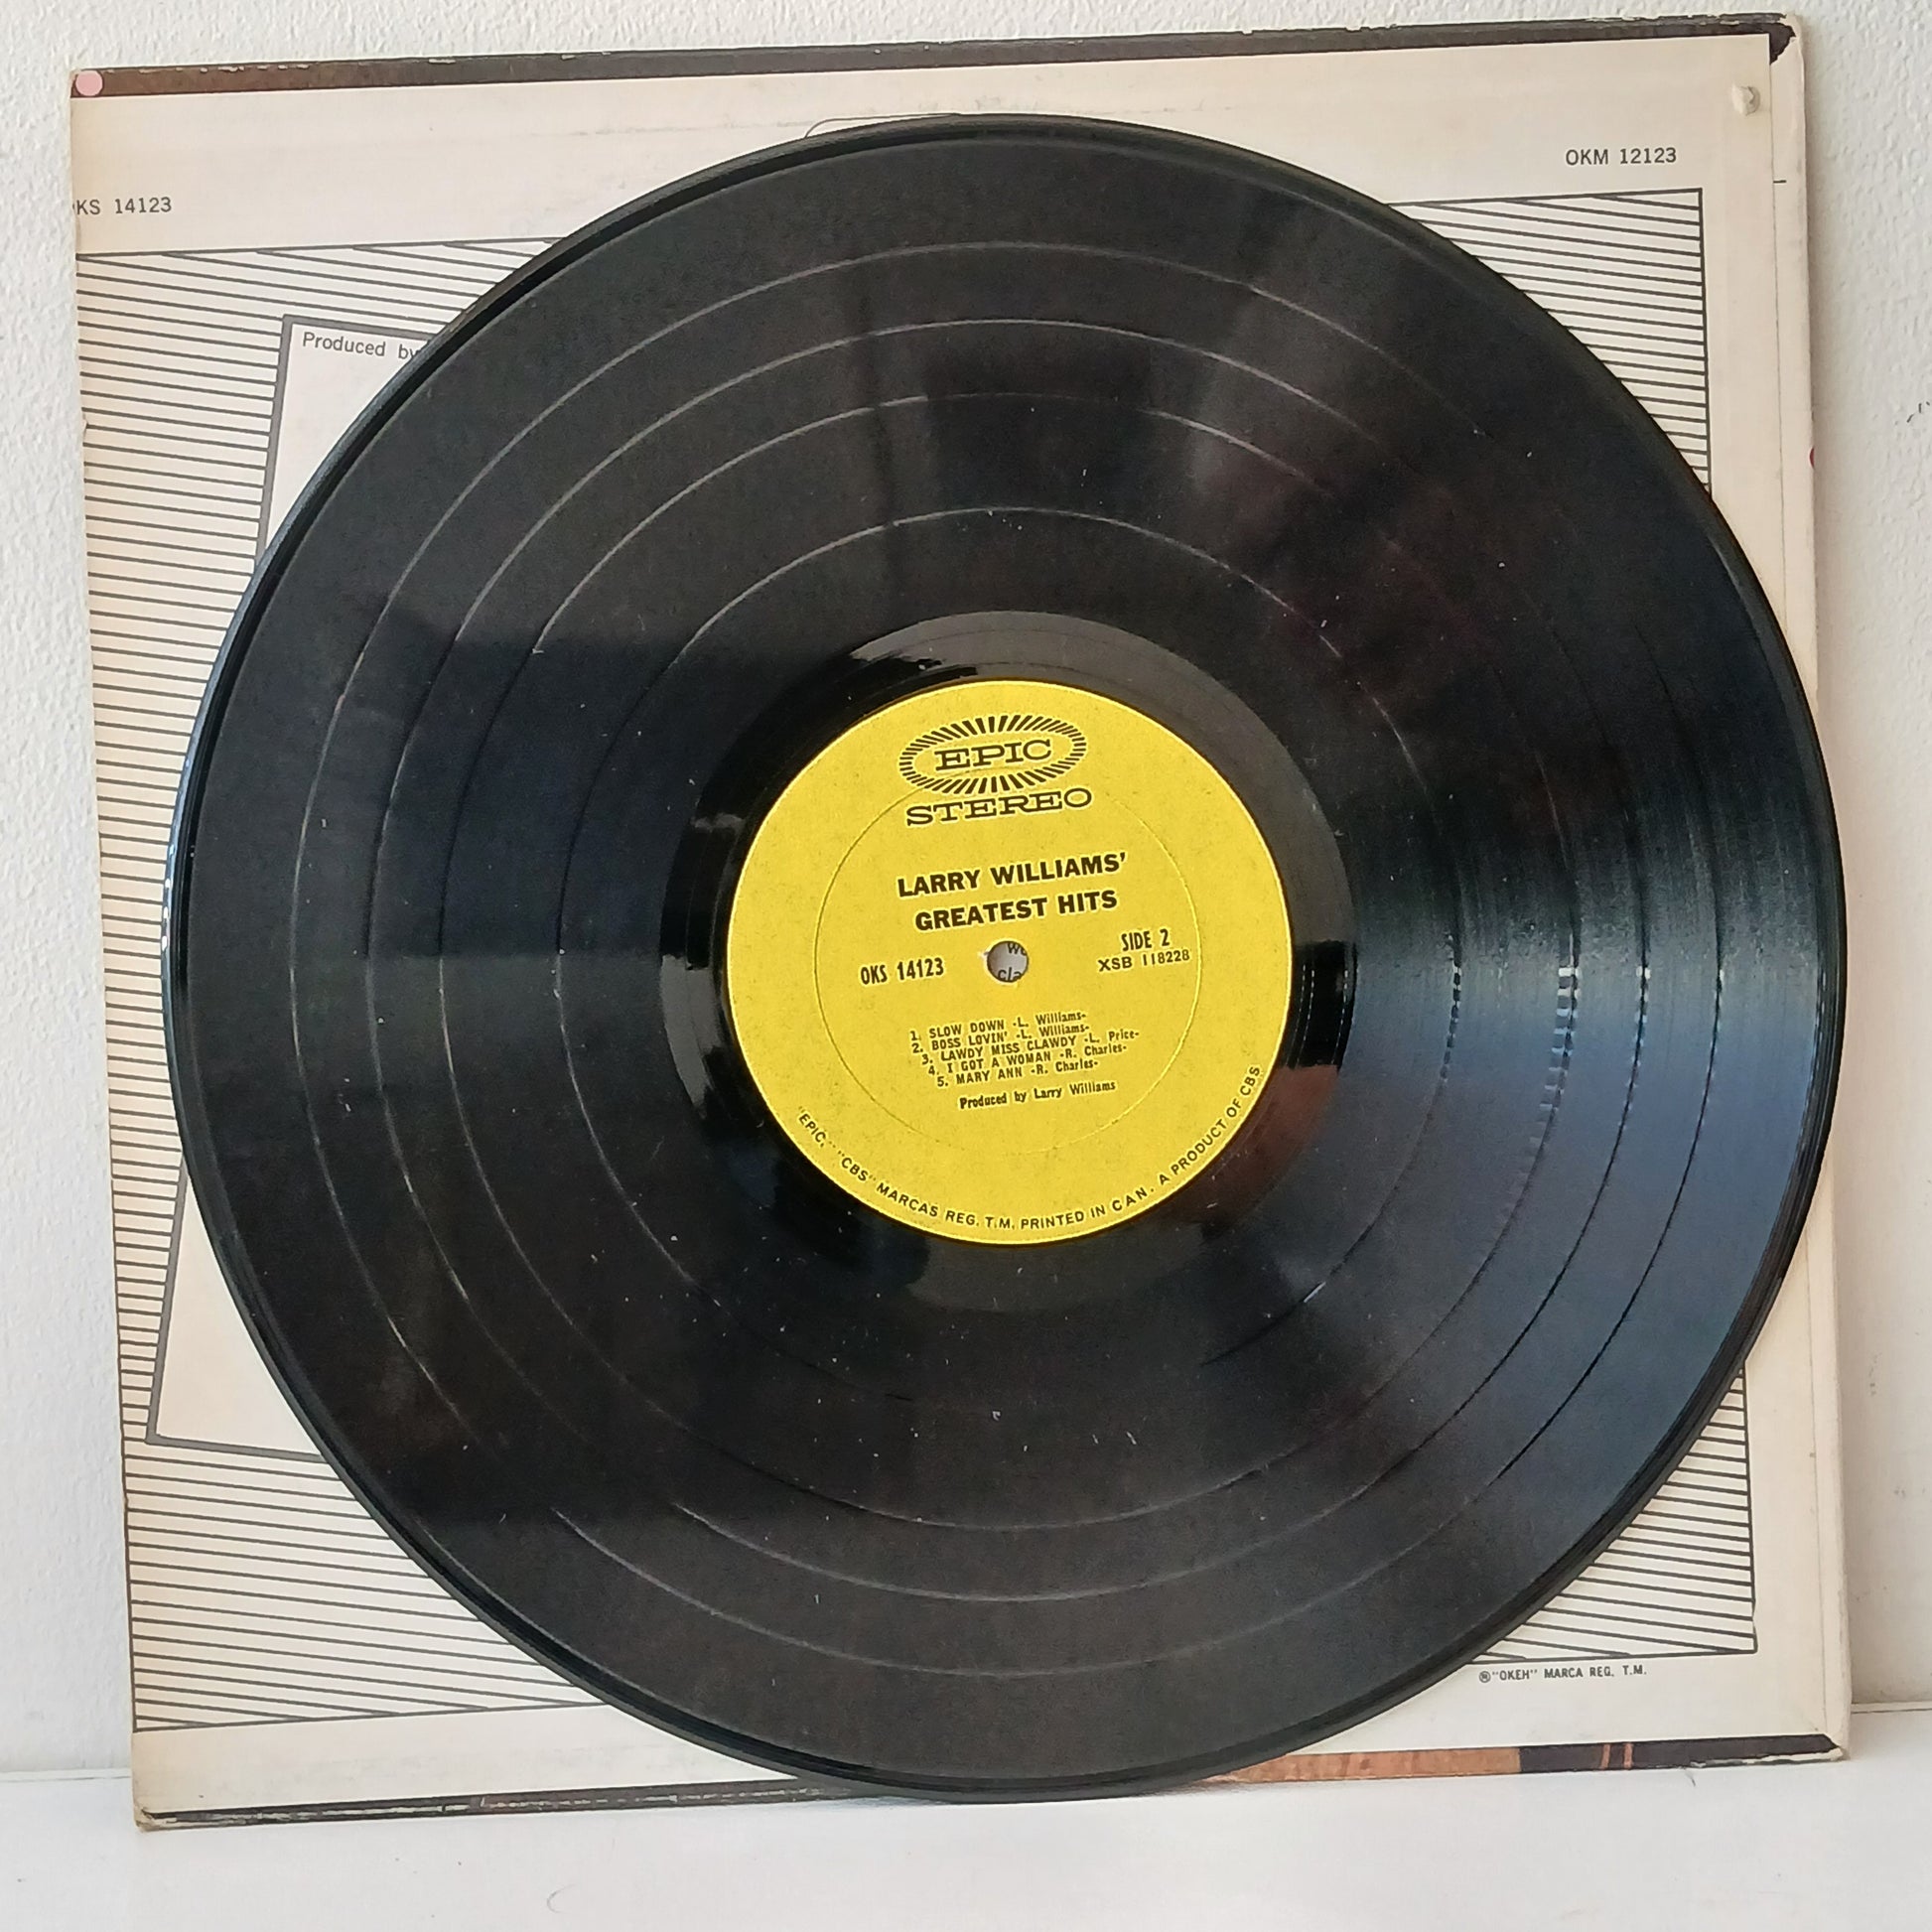 OKM 12123
KS 14123
Produced by
EPIC
STEREO
LARRY WILLIAMS'
GREATEST HITS
SIDE 2
OKS 14123
XSB 118228
1. SLOW DOWN -L. Williams-
2. BOSS LOVIN' -L. Williams-
3. LAWDY MISS CLAWDY -L. Price-
4. I GOT A WOMAN -R. Charles-
5. MARY ANN -R. Charles-
Produced by Larry Williams
"EPIC," "CBS" MARCAS REG. T.M. PRINTED IN CAN. A PRODUCT OF CBS
®"OKEH" MARCA REG. T.M.